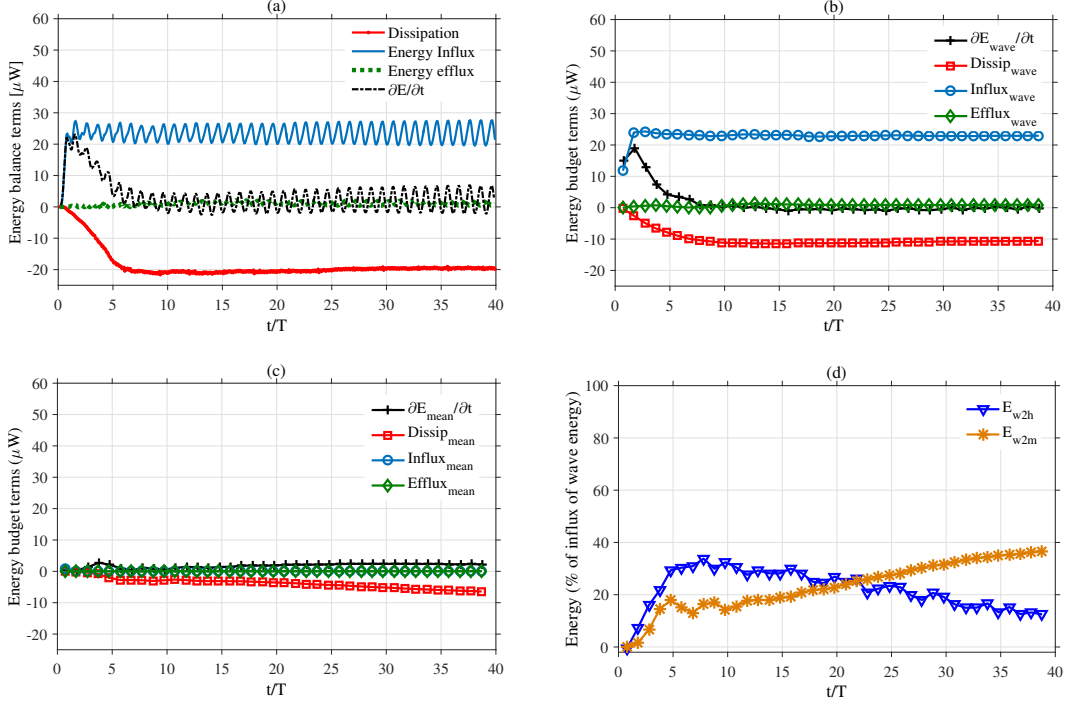 (a)
Energy balance terms [μW]
60
50
40
30
20
10
0
-10
-20
Dissipation
Energy Influx
Energy efflux
∂E/∂t
0 5 10 15 20 25 30 35 40
t/T
(b)
Energy budget terms (μW)
60
50
40
30
20
10
0
-10
-20
∂E_wave/∂t
Dissip_wave
Influx_wave
Efflux_wave
0 5 10 15 20 25 30 35 40
t/T
(c)
Energy budget terms (μW)
60
50
40
30
20
10
0
-10
-20
∂E_mean/∂t
Dissip_mean
Influx_mean
Efflux_mean
0 5 10 15 20 25 30 35 40
t/T
(d)
Energy (% of influx of wave energy)
100
80
60
40
20
0
E_w2h
E_w2m
0 5 10 15 20 25 30 35 40
t/T